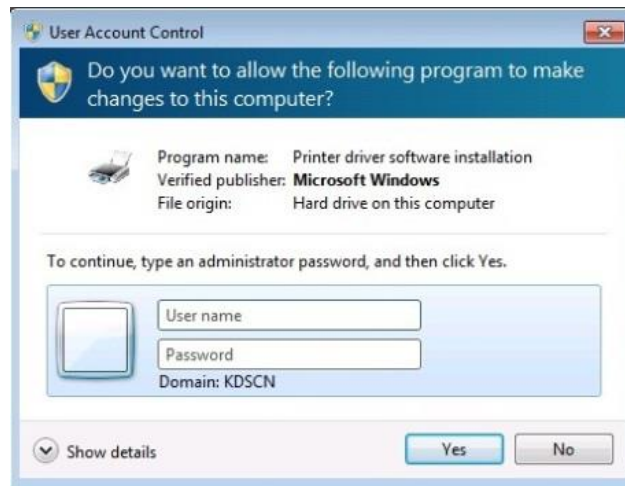 User Account Control
Do you want to allow the following program to make
changes to this computer?
Program name: Printer driver software installation
Verified publisher: Microsoft Windows
File origin: Hard drive on this computer
To continue, type an administrator password, and then click Yes.
User name
Password
Domain: KDSCN
Show details
Yes
No